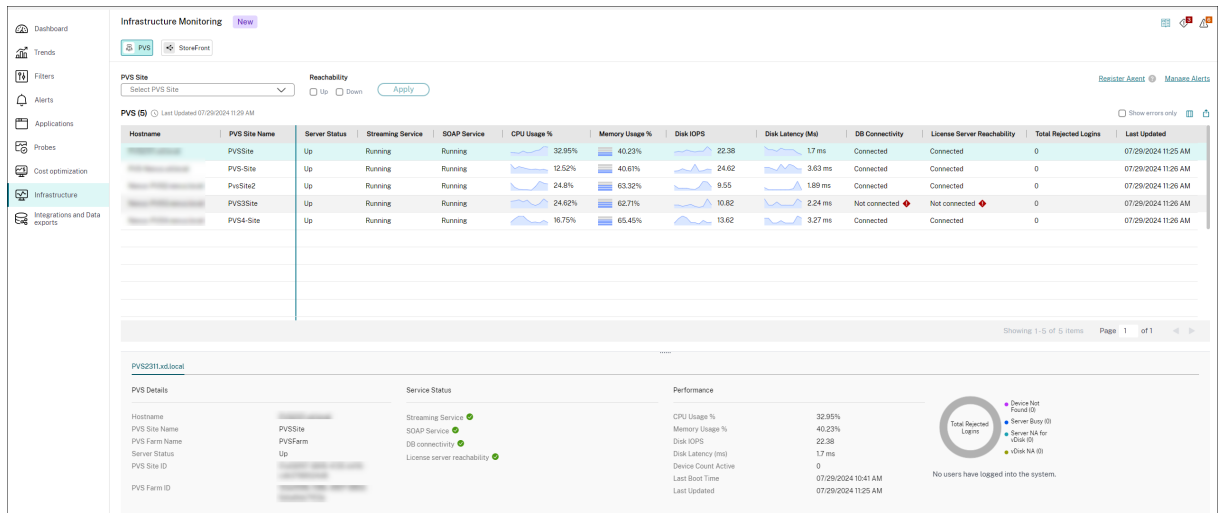 Infrastructure Monitoring New
Dashboard
Trends
Filters
Alerts
Applications
Probes
Cost optimization
Infrastructure
Integrations and Data
exports
PVS StoreFront
PVS Site Reachability
Select PVS Site Up Down Apply Register Agent Manage Alerts
PVS (5) Last Updated 07/29/2024 11:29 AM Show errors only
Hostname PVS Site Name Server Status Streaming Service SOAP Service CPU Usage % Memory Usage % Disk IOPS Disk Latency (Ms) DB Connectivity License Server Reachability Total Rejected Logins Last Updated
PVSSite Up Running Running 32.95% 40.23% 22.38 1.7 ms Connected Connected 0 07/29/2024 11:25 AM
PVS-Site Up Running Running 12.52% 40.61% 24.62 3.63 ms Connected Connected 0 07/29/2024 11:26 AM
PvsSite2 Up Running Running 24.8% 63.32% 9.55 1.89 ms Connected Connected 0 07/29/2024 11:25 AM
PVS3Site Up Running Running 24.62% 62.71% 10.82 2.24 ms Not connected Not connected 0 07/29/2024 11:26 AM
PVS4-Site Up Running Running 16.75% 65.45% 13.62 3.27 ms Connected Connected 0 07/29/2024 11:26 AM
Showing 1-5 of 5 items Page 1 of 1
PVS2311.xd.local
PVS Details Service Status Performance
Hostname
PVS Site Name PVSSite
PVS Farm Name PVSFarm
Server Status Up
PVS Site ID
PVS Farm ID
Streaming Service
SOAP Service
DB connectivity
License server reachability
CPU Usage % 32.95%
Memory Usage % 40.23%
Disk IOPS 22.38
Disk Latency (ms) 1.7 ms
Device Count Active 0
Last Boot Time 07/29/2024 10:41 AM
Last Updated 07/29/2024 11:25 AM
Total Rejected
Logins
Device Not
Found (0)
Server Busy (0)
Server NA for
vDisk (0)
vDisk NA (0)
No users have logged into the system.